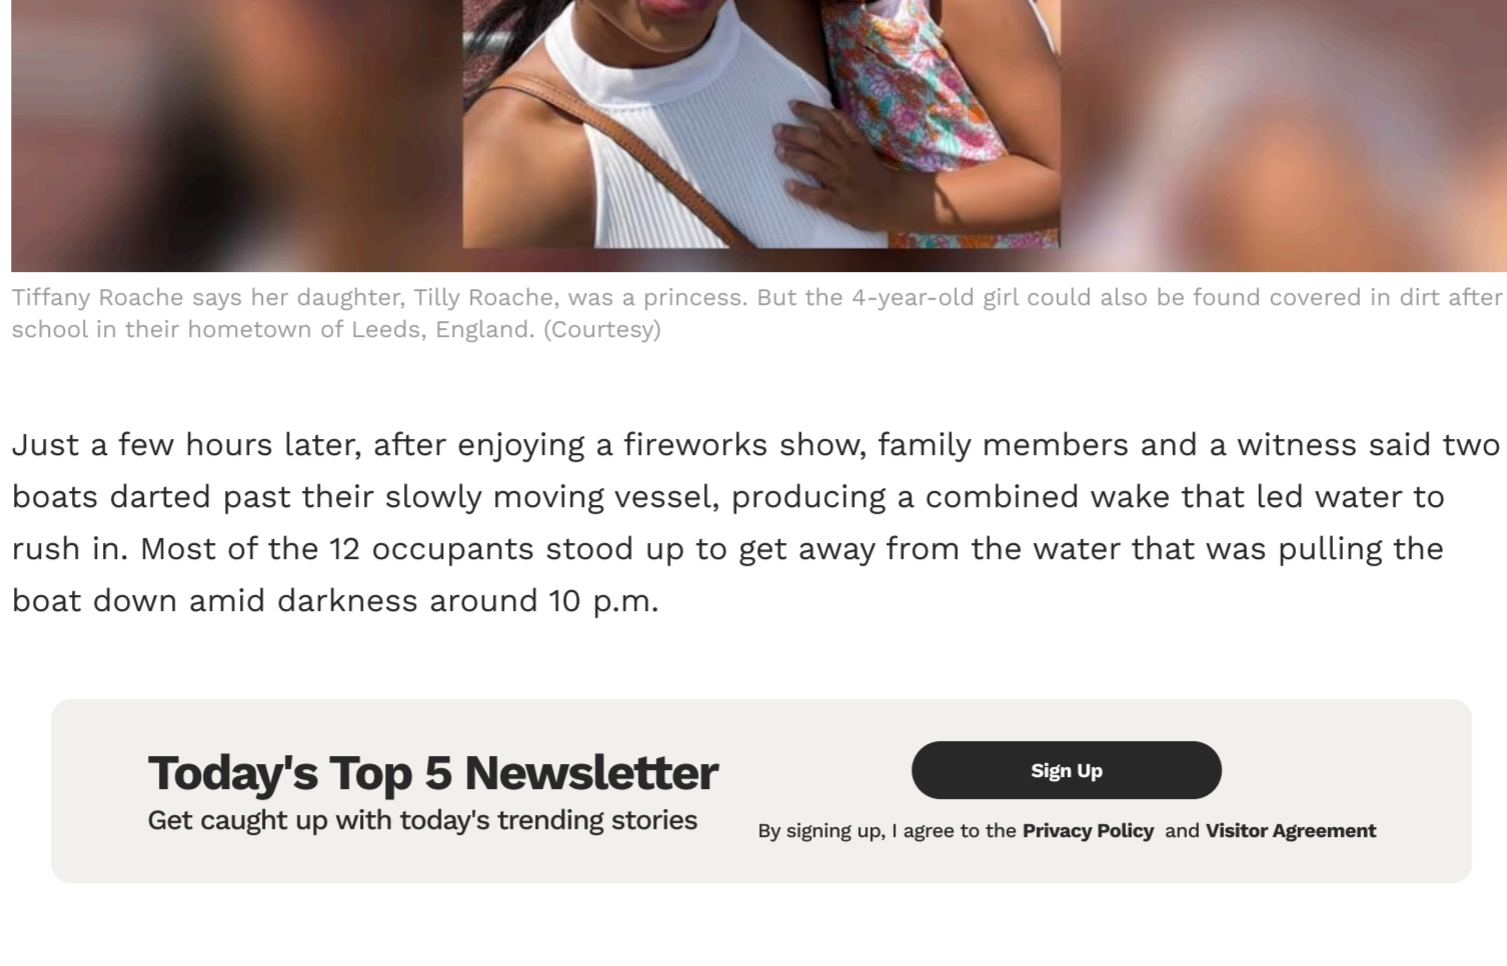 Tiffany Roache says her daughter, Tilly Roache, was a princess. But the 4-year-old girl could also be found covered in dirt after
school in their hometown of Leeds, England. (Courtesy)
Just a few hours later, after enjoying a fireworks show, family members and a witness said two
boats darted past their slowly moving vessel, producing a combined wake that led water to
rush in. Most of the 12 occupants stood up to get away from the water that was pulling the
boat down amid darkness around 10 p.m.
Today's Top 5 Newsletter
Get caught up with today's trending stories
Sign Up
By signing up, I agree to the Privacy Policy and Visitor Agreement